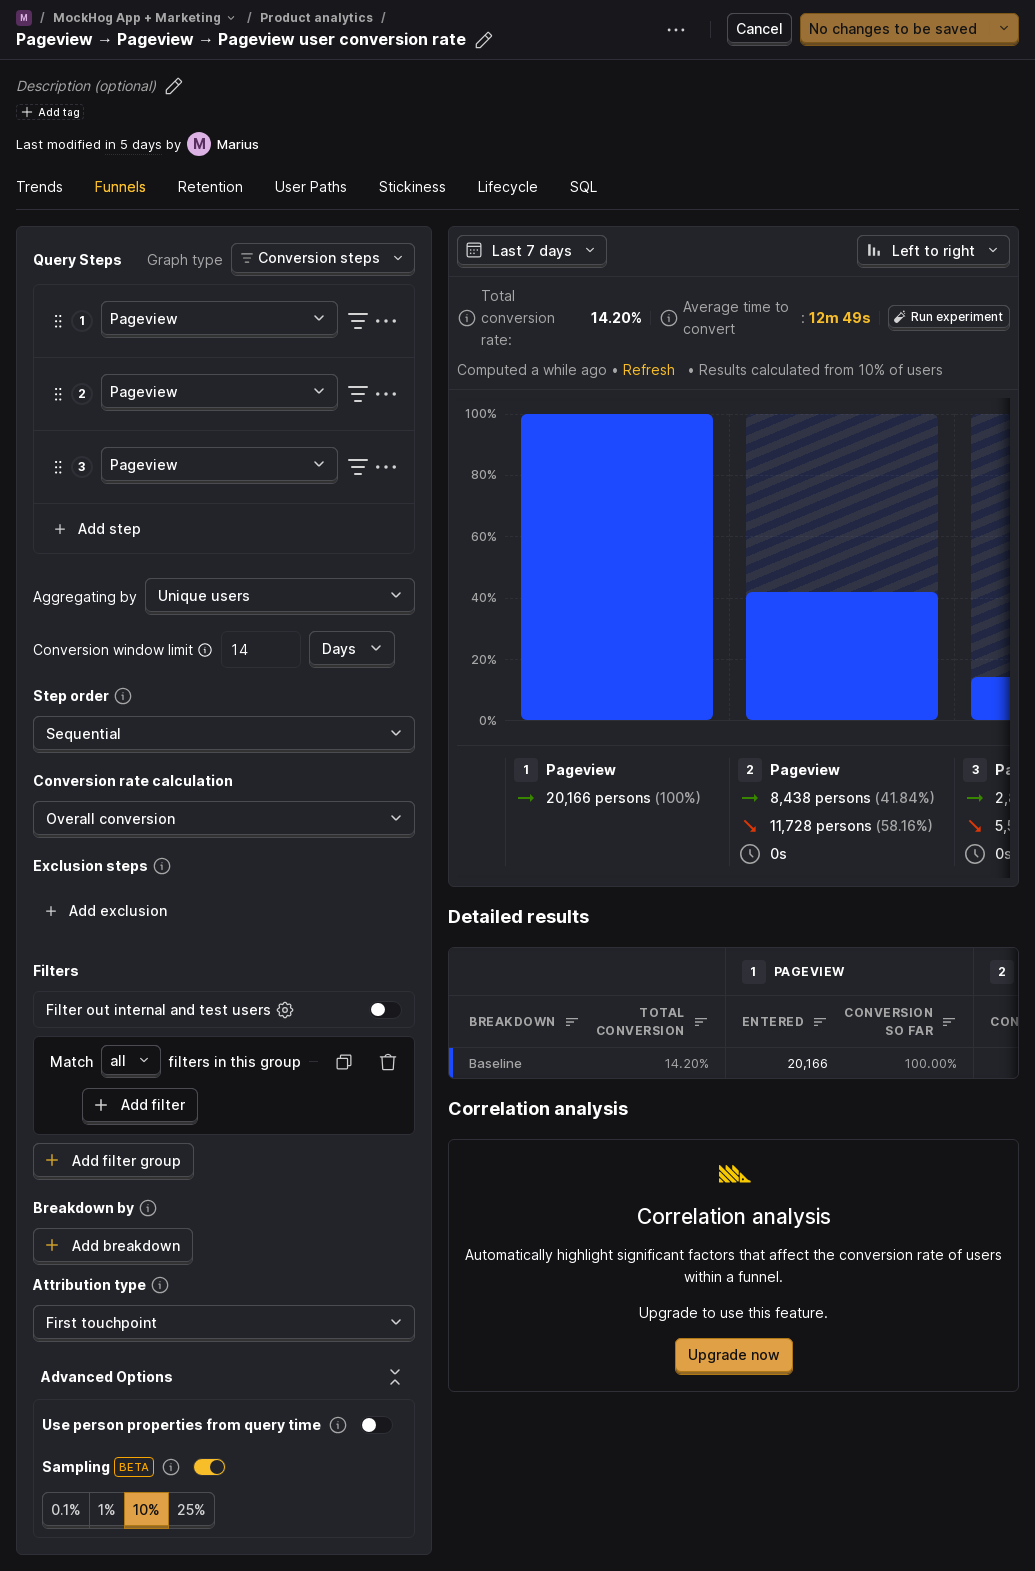 M / MockHog App + Marketing / Product analytics /
Pageview → Pageview → Pageview user conversion rate
Cancel
No changes to be saved
Description (optional)
Add tag
Last modified in 5 days by M Marius
Trends Funnels Retention User Paths Stickiness Lifecycle SQL
Query Steps Graph type Conversion steps
1 Pageview
2 Pageview
3 Pageview
Add step
Aggregating by Unique users
Conversion window limit 14 Days
Step order
Sequential
Conversion rate calculation
Overall conversion
Exclusion steps
Add exclusion
Filters
Filter out internal and test users
Match all filters in this group
Add filter
Add filter group
Breakdown by
Add breakdown
Attribution type
First touchpoint
Advanced Options
Use person properties from query time
Sampling BETA
0.1% 1% 10% 25%
Last 7 days
Left to right
Total conversion rate: 14.20%
Average time to convert : 12m 49s
Run experiment
Computed a while ago • Refresh • Results calculated from 10% of users
100%
80%
60%
40%
20%
0%
1 Pageview
20,166 persons (100%)
2 Pageview
8,438 persons (41.84%)
11,728 persons (58.16%)
0s
3
0s
Detailed results
1 PAGEVIEW 2
BREAKDOWN TOTAL CONVERSION ENTERED CONVERSION SO FAR
Baseline 14.20% 20,166 100.00%
Correlation analysis
Correlation analysis
Automatically highlight significant factors that affect the conversion rate of users
within a funnel.
Upgrade to use this feature.
Upgrade now